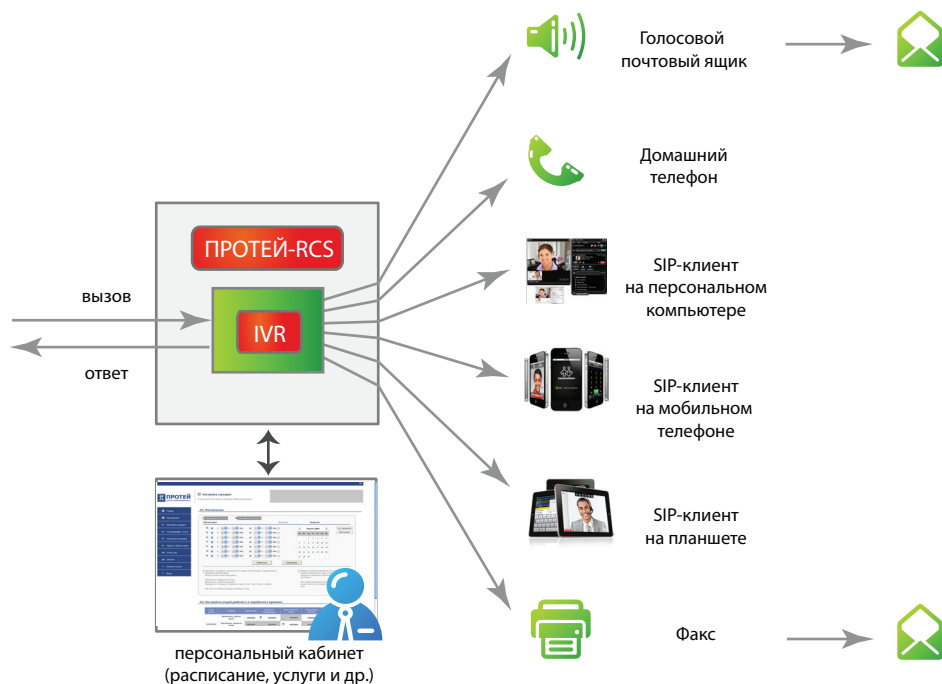 Голосовой
почтовый ящик
Домашний
телефон
ПРОТЕЙ-RCS
SIP-клиент
на персональном
компьютере
вызов
IVR
ответ
SIP-клиент
на мобильном
телефоне
ПРОТЕЙ
SIP-клиент
на планшете
Факс
персональный кабинет
(расписание, услуги и др.)